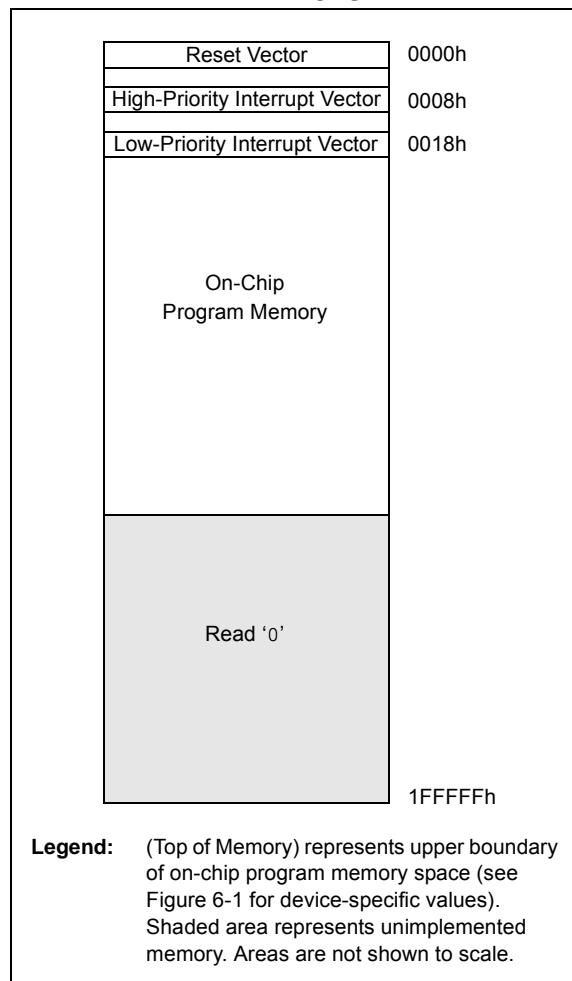 Reset Vector 0000h
High-Priority Interrupt Vector 0008h
Low-Priority Interrupt Vector 0018h
On-Chip
Program Memory
Read ‘0’
1FFFFFh
Legend: (Top of Memory) represents upper boundary
of on-chip program memory space (see
Figure 6-1 for device-specific values).
Shaded area represents unimplemented
memory. Areas are not shown to scale.